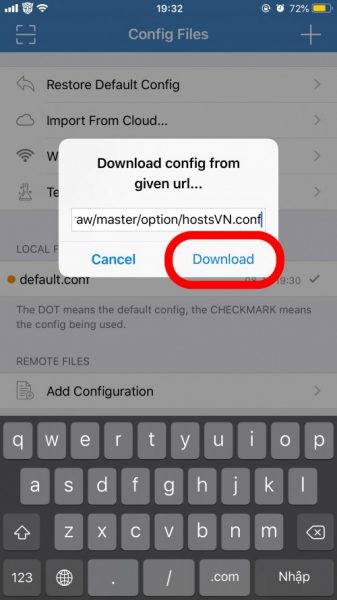 19:32
72%
Config Files
Restore Default Config
Import From Cloud...
W
Te
Download config from
given url...
aw/master/option/hostsVN.conf
Cancel
Download
LOCAL F
default.conf
19:30
The DOT means the default config, the CHECKMARK means
the config being used.
REMOTE FILES
Add Configuration
q w e r t y u i o p
a s d f g h j k l
z x c v b n m
123
.
/
.com
Nhập